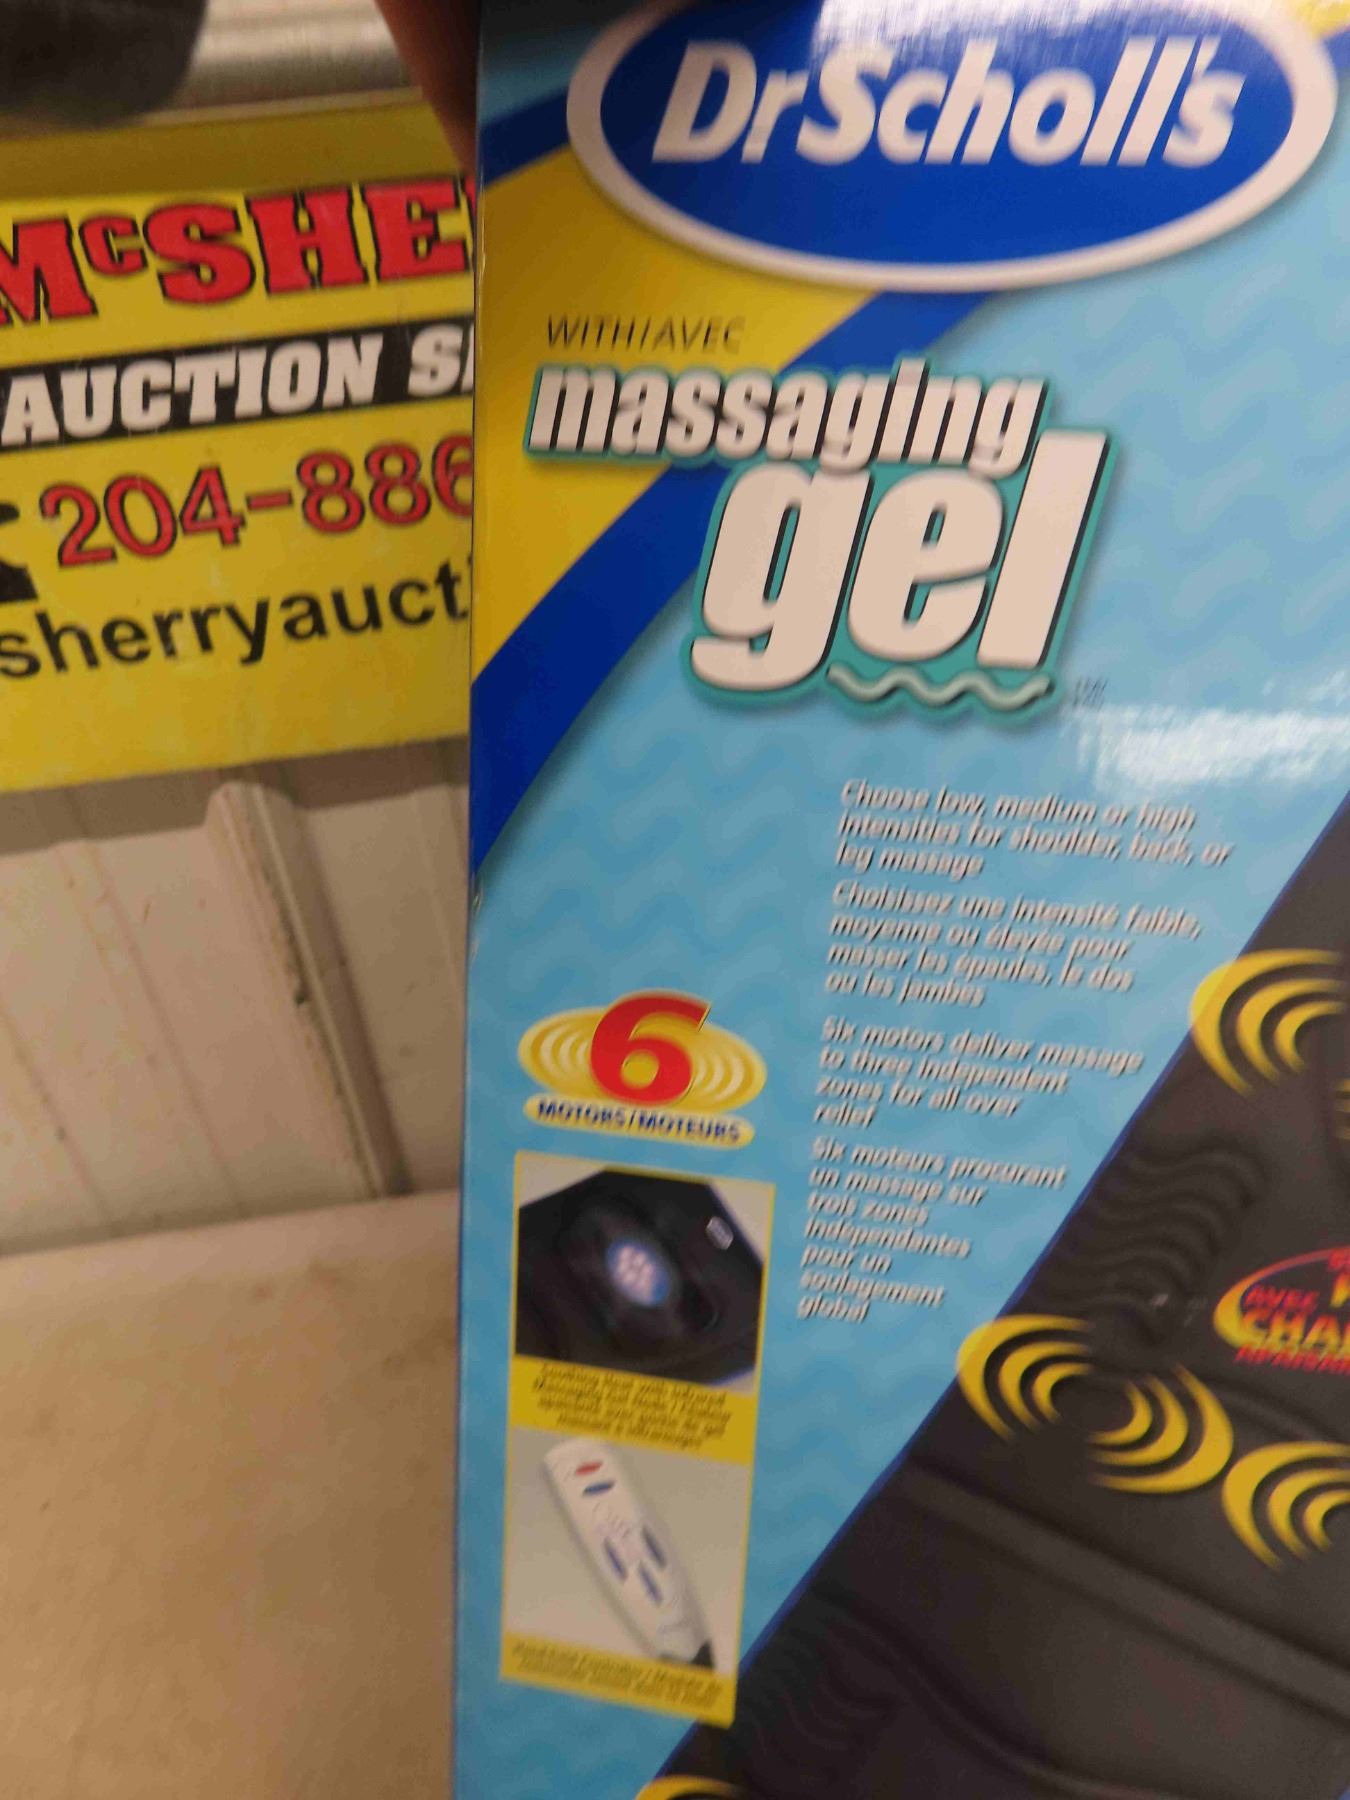 McSHE
AUCTION SA
204-886
sherryauct
DrScholl's
WITH/AVEC
massaging
gel
Choose low, medium or high
intensities for shoulder, back, or
leg massage
Choisissez une intensité faible,
moyenne ou élevée pour
masser les épaules, le dos
ou les jambes
Six motors deliver massage
to three independent
zones for all-over
relief
Six moteurs procurant
un massage sur
trois zones
indépendantes
pour un
soulagement
global
6
MOTORS/MOTEURS
AVEC
CHA